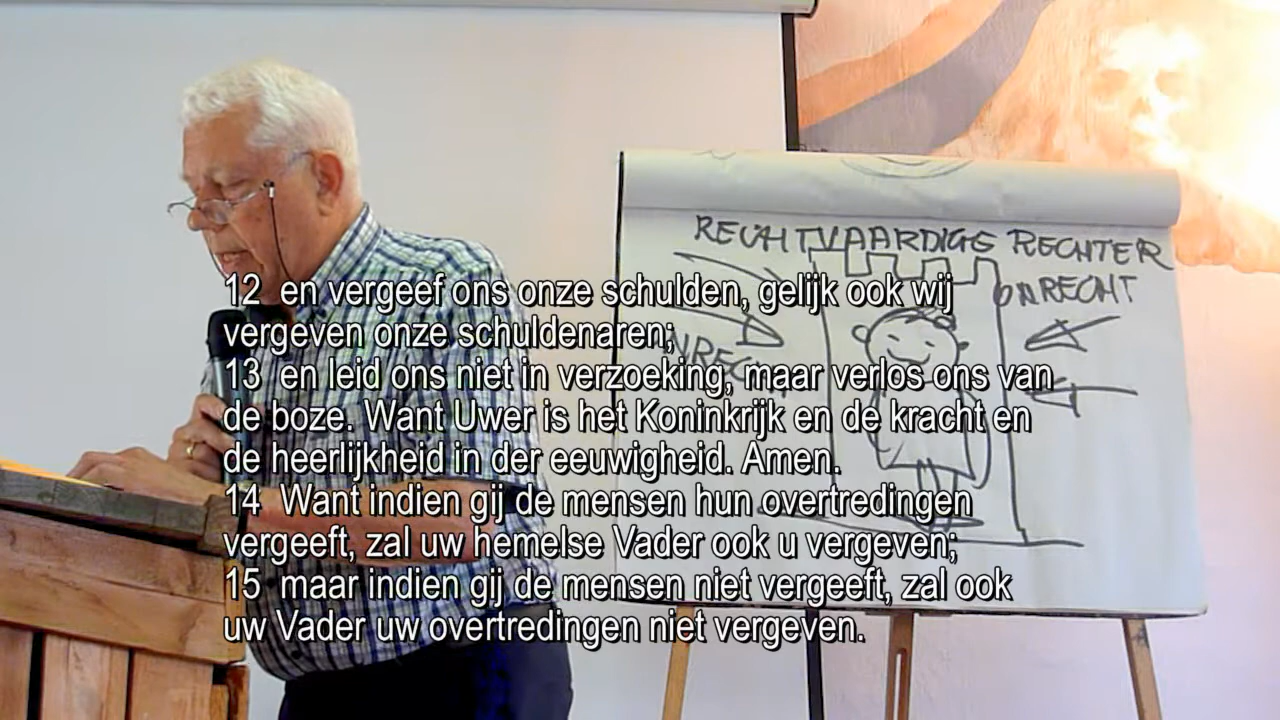 RECHTVAARDIGE RECHTER
ONRECHT
ONRECHT
12 en vergeef ons onze schulden, gelijk ook wij
vergeven onze schuldenaren;
13 en leid ons niet in verzoeking, maar verlos ons van
de boze. Want Uwer is het Koninkrijk en de kracht en
de heerlijkheid in der eeuwigheid. Amen.
14 Want indien gij de mensen hun overtredingen
vergeeft, zal uw hemelse Vader ook u vergeven;
15 maar indien gij de mensen niet vergeeft, zal ook
uw Vader uw overtredingen niet vergeven.